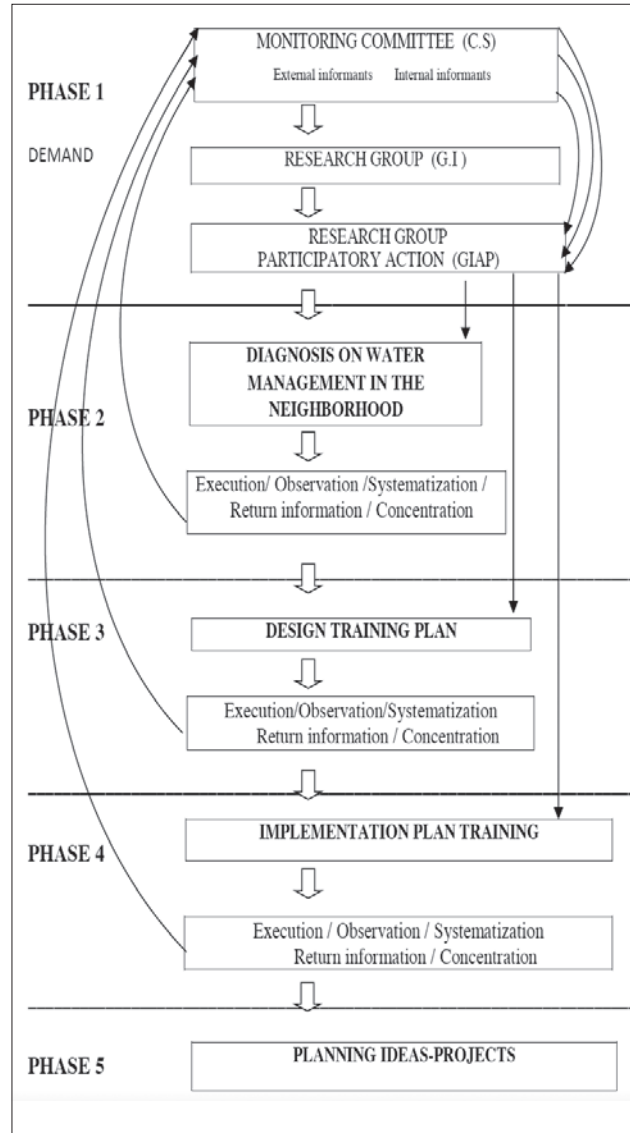 MONITORING COMMITTEE (C.S)
External informants Internal informants
PHASE 1
DEMAND
RESEARCH GROUP (G.I )
RESEARCH GROUP
PARTICIPATORY ACTION (GIAP)
DIAGNOSIS ON WATER
MANAGEMENT IN THE
NEIGHBORHOOD
PHASE 2
Execution/ Observation /Systematization /
Return information / Concentration
PHASE 3
DESIGN TRAINING PLAN
Execution/Observation/Systematization
Return information / Concentration
IMPLEMENTATION PLAN TRAINING
PHASE 4
Execution / Observation / Systematization
Return information / Concentration
PLANNING IDEAS-PROJECTS
PHASE 5